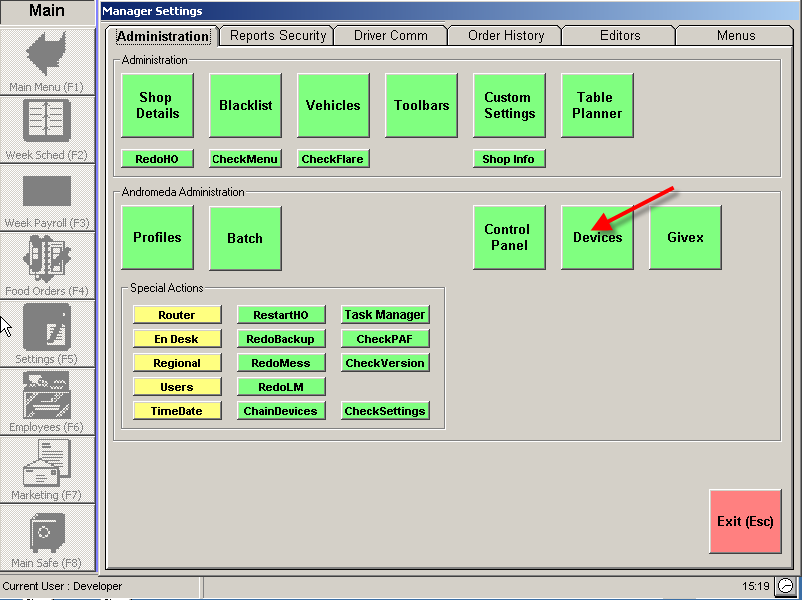 Main
Manager Settings
Administration
Reports Security
Driver Comm
Order History
Editors
Menus
Main Menu (F1)
Week Sched (F2)
Week Payroll (F3)
Food Orders (F4)
Settings (F5)
Employees (F6)
Marketing (F7)
Main Safe (F8)
Administration
Shop
Details
Blacklist
Vehicles
Toolbars
Custom
Settings
Table
Planner
RedoHO
CheckMenu
CheckFlare
Shop Info
Andromeda Administration
Profiles
Batch
Control
Panel
Devices
Givex
Special Actions
Router
RestartHO
Task Manager
En Desk
RedoBackup
CheckPAF
Regional
RedoMess
CheckVersion
Users
RedoLM
TimeDate
ChainDevices
CheckSettings
Exit (Esc)
Current User : Developer
15:19